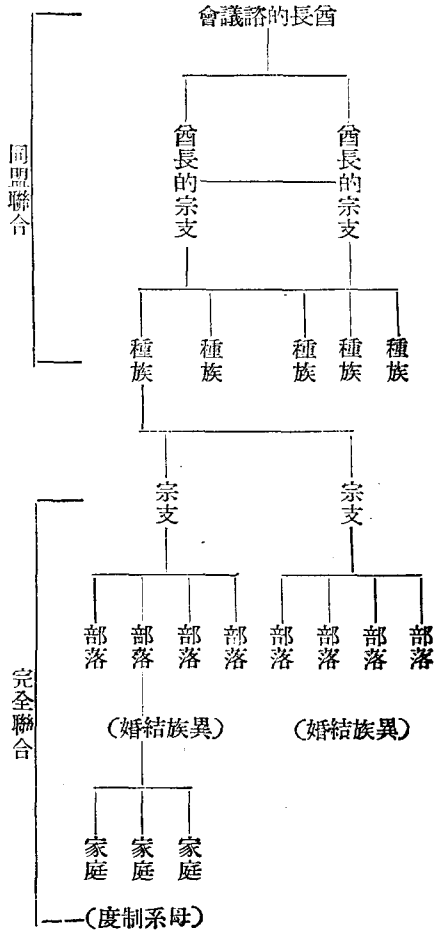 酋長的諮議會
同盟聯合
酋長的宗支
酋長的宗支
種族
種族
種族
種族
種族
宗支
宗支
完全聯合
部落
部落
部落
部落
部落
部落
部落
部落
(異族結婚)
(異族結婚)
家庭
家庭
家庭
(母系制度)